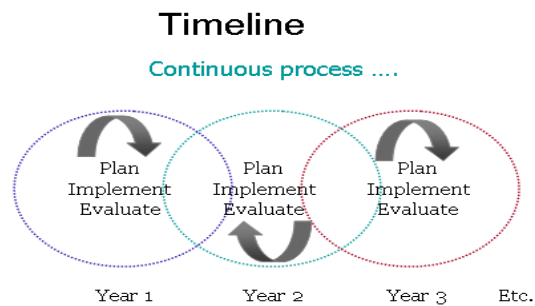 Timeline
Continuous process ....
Plan
Implement
Evaluate
Plan
Implement
Evaluate
Plan
Implement
Evaluate
Year 1 Year 2 Year 3 Etc.